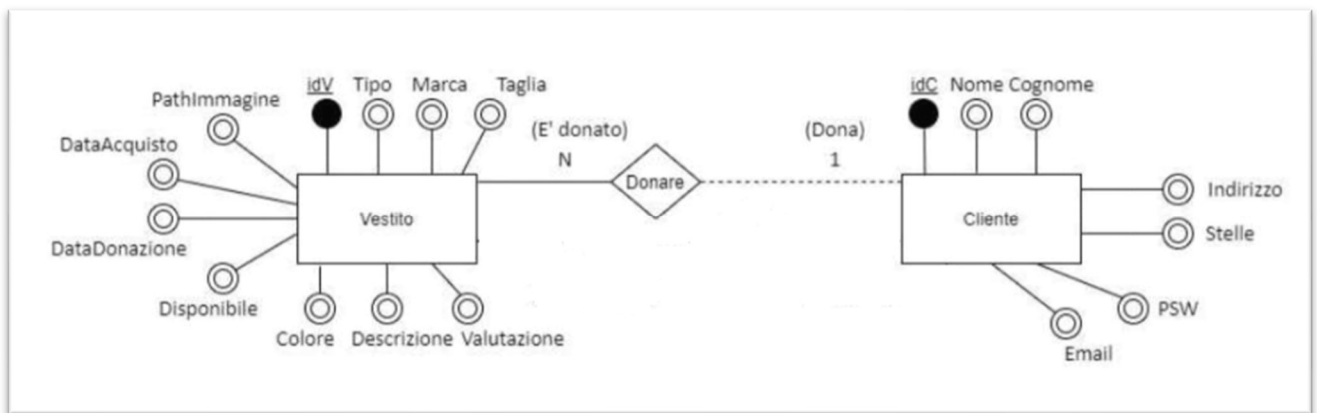 idV Tipo Marca Taglia
PathImmagine
DataAcquisto
DataDonazione
Disponibile
Colore Descrizione Valutazione
Vestito
(E' donato)
N
Donare
(Dona)
1
idC Nome Cognome
Cliente
Indirizzo
Stelle
PSW
Email